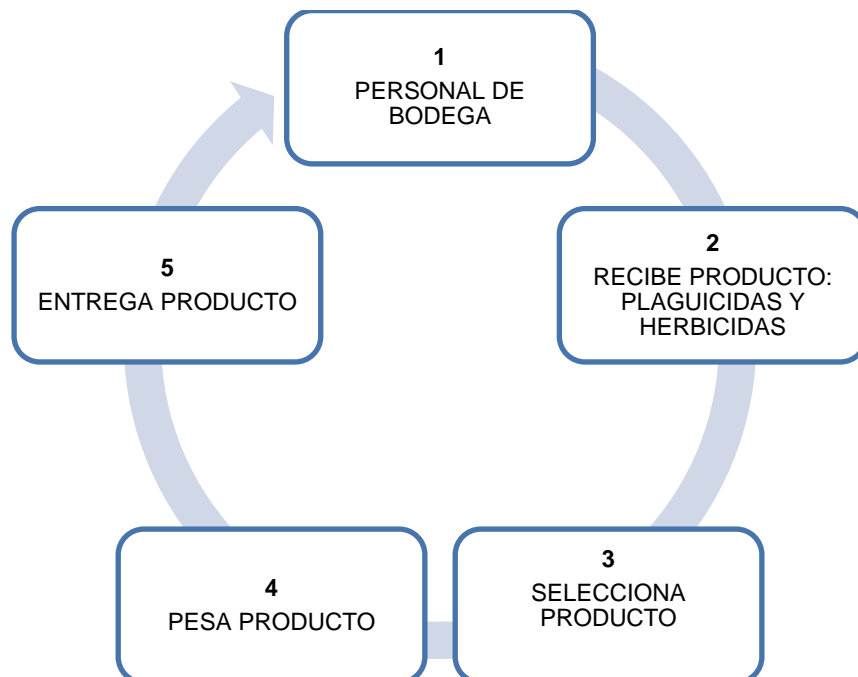 1
PERSONAL DE
BODEGA
2
RECIBE PRODUCTO:
PLAGUICIDAS Y
HERBICIDAS
3
SELECCIONA
PRODUCTO
4
PESA PRODUCTO
5
ENTREGA PRODUCTO